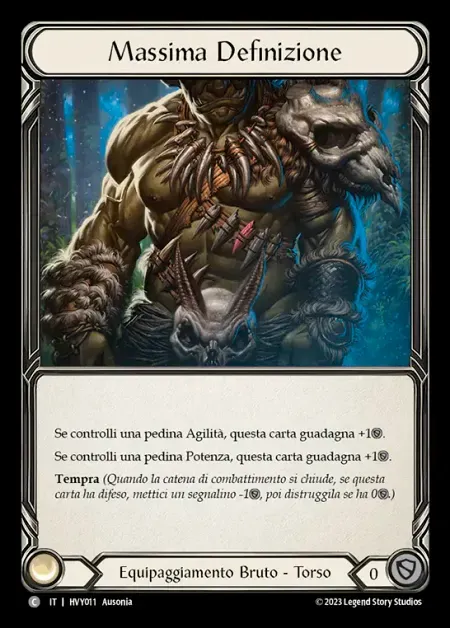 Massima Definizione
Se controlli una pedina Agilità, questa carta guadagna +1.
Se controlli una pedina Potenza, questa carta guadagna +1.
Tempra (Quando la catena di combattimento si chiude, se questa
carta ha difeso, mettici un segnalino -1, poi distruggila se ha 0.)
Equipaggiamento Bruto - Torso
0
C IT | HVY011 Ausonia
© 2023 Legend Story Studios